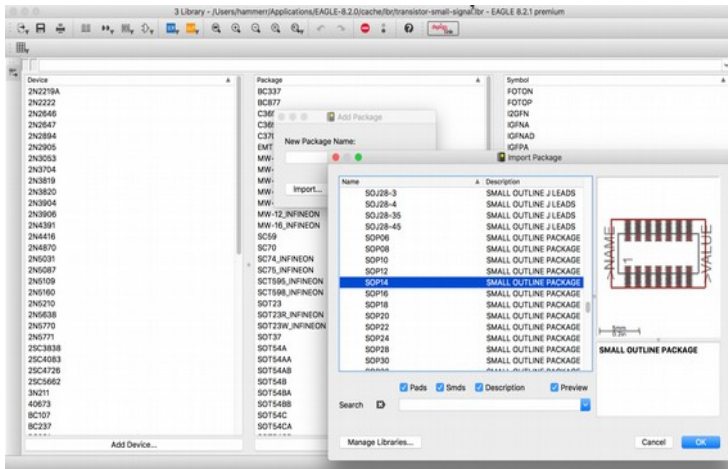 3 Library - /Users/hammerr/Applications/EAGLE-8.2.0/cache/lbr/transistor-small-signal.lbr - EAGLE 8.2.1 premium
Device
2N2219A
2N2222
2N2646
2N2647
2N2894
2N2905
2N3053
2N3704
2N3819
2N3820
2N3904
2N3906
2N4391
2N4416
2N4870
2N5031
2N5087
2N5109
2N5160
2N5210
2N5638
2N5770
2N5771
2SC3838
2SC4083
2SC4726
2SC5662
3N211
40673
BC107
BC237
Add Device...
Package
BC337
BC877
MW-12_INFINEON
MW-16_INFINEON
SC59
SC70
SC74_INFINEON
SC75_INFINEON
SCT595_INFINEON
SCT598_INFINEON
SOT23
SOT23R_INFINEON
SOT23W_INFINEON
SOT37
SOT54A
SOT54AA
SOT54AB
SOT54B
SOT54BA
SOT54BB
SOT54C
SOT54CA
Symbol
FOTON
FOTOP
I2GFN
IGFNA
IGFNAD
IGFPA
Add Package
New Package Name:
Import...
Import Package
Name Description
SOJ28-3 SMALL OUTLINE J LEADS
SOJ28-4 SMALL OUTLINE J LEADS
SOJ28-35 SMALL OUTLINE J LEADS
SOJ28-45 SMALL OUTLINE J LEADS
SOP06 SMALL OUTLINE PACKAGE
SOP08 SMALL OUTLINE PACKAGE
SOP10 SMALL OUTLINE PACKAGE
SOP12 SMALL OUTLINE PACKAGE
SOP14 SMALL OUTLINE PACKAGE
SOP16 SMALL OUTLINE PACKAGE
SOP18 SMALL OUTLINE PACKAGE
SOP20 SMALL OUTLINE PACKAGE
SOP22 SMALL OUTLINE PACKAGE
SOP24 SMALL OUTLINE PACKAGE
SOP28 SMALL OUTLINE PACKAGE
SOP30 SMALL OUTLINE PACKAGE
>NAME
1
>VALUE
5mm
0.2in
SMALL OUTLINE PACKAGE
Pads Smds Description Preview
Search
Manage Libraries...
Cancel OK